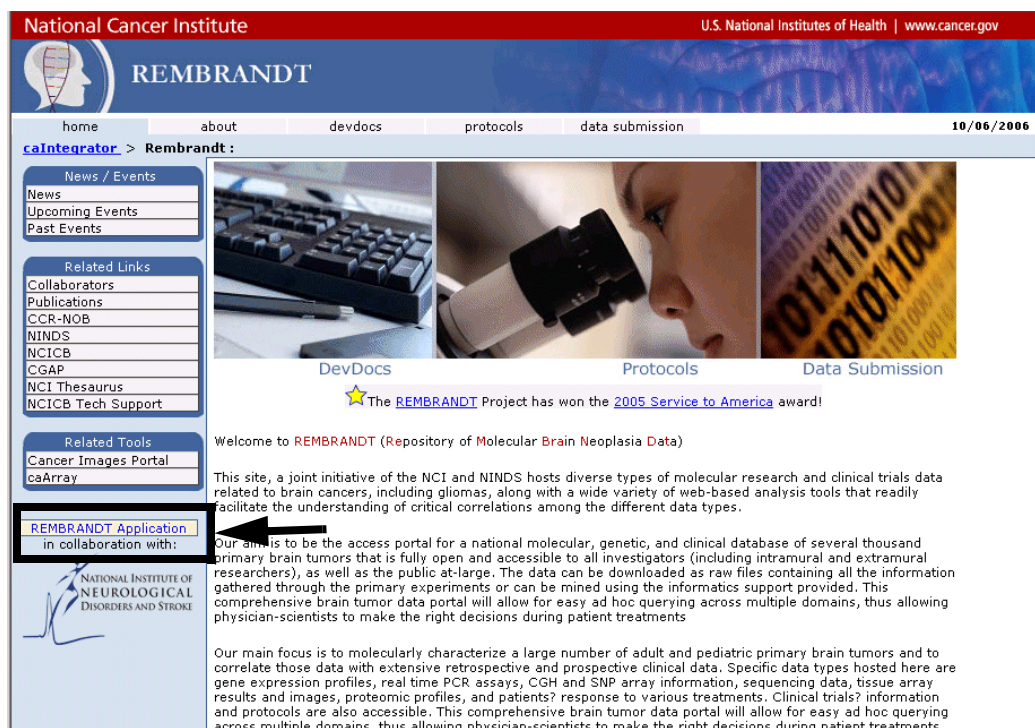 National Cancer Institute
U.S. National Institutes of Health | www.cancer.gov
REMBRANDT
home about devdocs protocols data submission 10/06/2006
caIntegrator > Rembrandt :
News / Events
News
Upcoming Events
Past Events
Related Links
Collaborators
Publications
CCR-NOB
NINDS
NCICB
CGAP
NCI Thesaurus
NCICB Tech Support
Related Tools
Cancer Images Portal
caArray
REMBRANDT Application
in collaboration with:
NATIONAL INSTITUTE OF
NEUROLOGICAL
DISORDERS AND STROKE
DevDocs Protocols Data Submission
The REMBRANDT Project has won the 2005 Service to America award!
Welcome to REMBRANDT (Repository of Molecular Brain Neoplasia Data)
This site, a joint initiative of the NCI and NINDS hosts diverse types of molecular research and clinical trials data
related to brain cancers, including gliomas, along with a wide variety of web-based analysis tools that readily
facilitate the understanding of critical correlations among the different data types.
Our aim is to be the access portal for a national molecular, genetic, and clinical database of several thousand
primary brain tumors that is fully open and accessible to all investigators (including intramural and extramural
researchers), as well as the public at-large. The data can be downloaded as raw files containing all the information
gathered through the primary experiments or can be mined using the informatics support provided. This
comprehensive brain tumor data portal will allow for easy ad hoc querying across multiple domains, thus allowing
physician-scientists to make the right decisions during patient treatments
Our main focus is to molecularly characterize a large number of adult and pediatric primary brain tumors and to
correlate those data with extensive retrospective and prospective clinical data. Specific data types hosted here are
gene expression profiles, real time PCR assays, CGH and SNP array information, sequencing data, tissue array
results and images, proteomic profiles, and patients? response to various treatments. Clinical trials? information
and protocols are also accessible. This comprehensive brain tumor data portal will allow for easy ad hoc querying
across multiple domains, thus allowing physician-scientists to make the right decisions during patient treatments